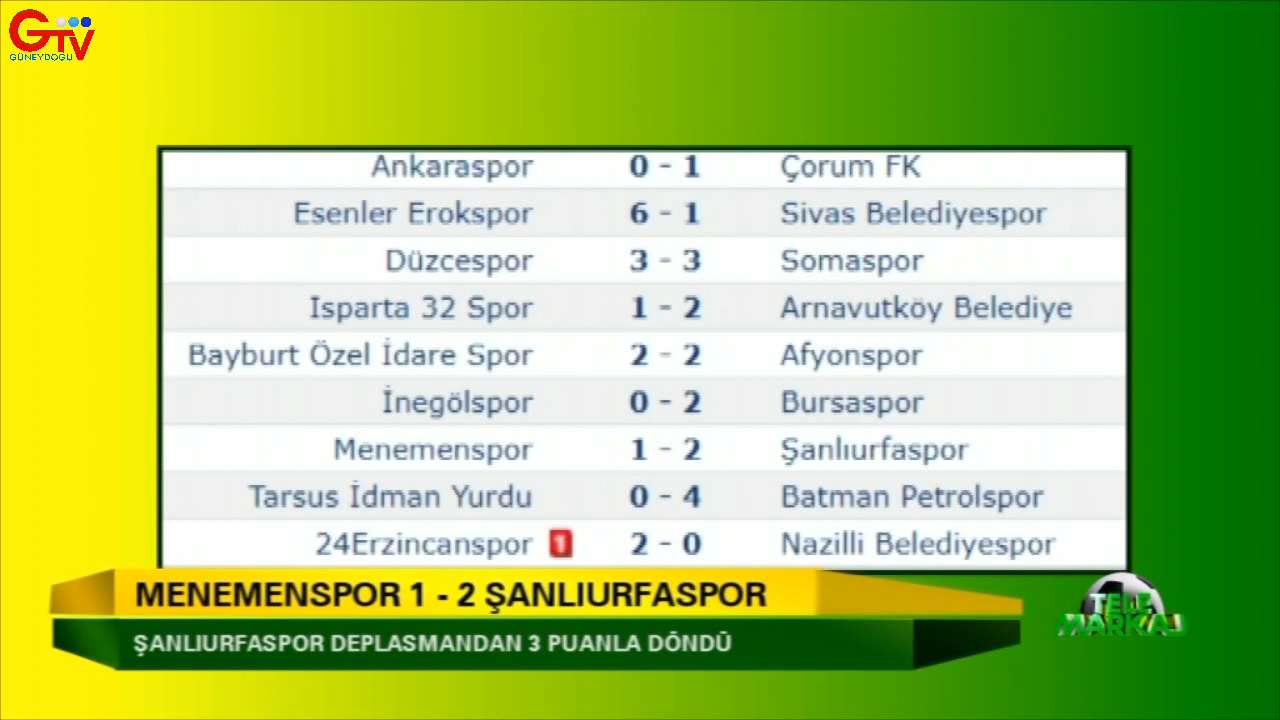 GTV
GÜNEYDOĞU
Ankaraspor 0 - 1 Çorum FK
Esenler Erokspor 6 - 1 Sivas Belediyespor
Düzcespor 3 - 3 Somaspor
Isparta 32 Spor 1 - 2 Arnavutköy Belediye
Bayburt Özel İdare Spor 2 - 2 Afyonspor
İnegölspor 0 - 2 Bursaspor
Menemenspor 1 - 2 Şanlıurfaspor
Tarsus İdman Yurdu 0 - 4 Batman Petrolspor
24Erzincanspor 1 2 - 0 Nazilli Belediyespor
MENEMENSPOR 1 - 2 ŞANLIURFASPOR
ŞANLIURFASPOR DEPLASMANDAN 3 PUANLA DÖNDÜ
TELE
MARKAJ